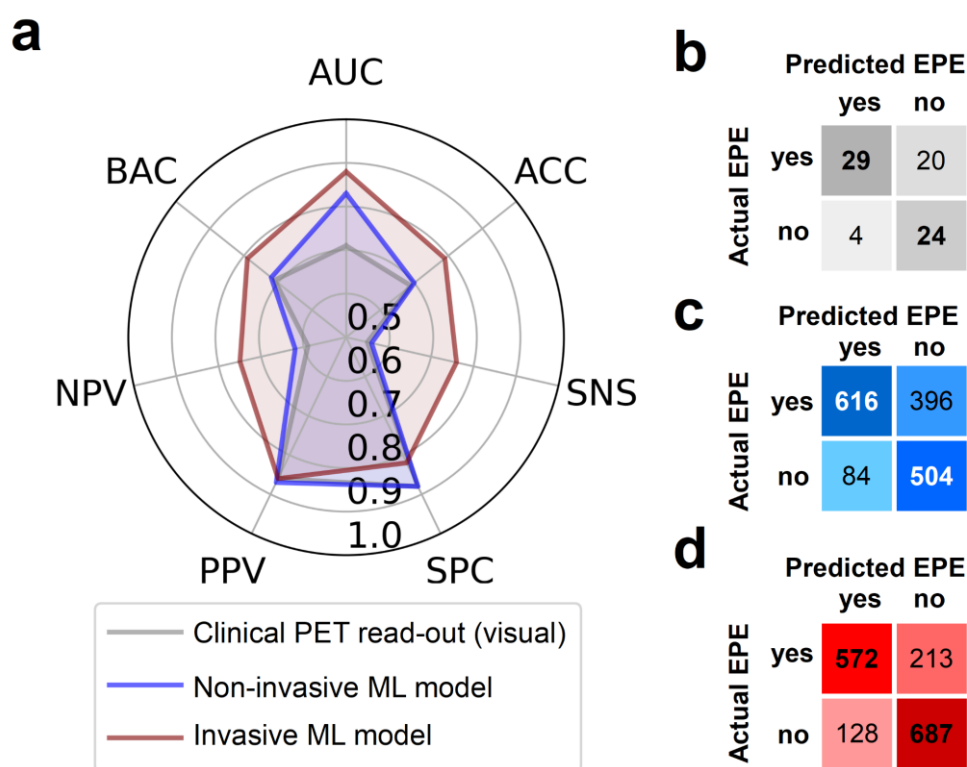 a
AUC
ACC
SNS
SPC
PPV
NPV
BAC
0.5
0.6
0.7
0.8
0.9
1.0
Clinical PET read-out (visual)
Non-invasive ML model
Invasive ML model
b
Predicted EPE
yes no
Actual EPE
yes 29 20
no 4 24
c
Predicted EPE
yes no
Actual EPE
yes 616 396
no 84 504
d
Predicted EPE
yes no
Actual EPE
yes 572 213
no 128 687